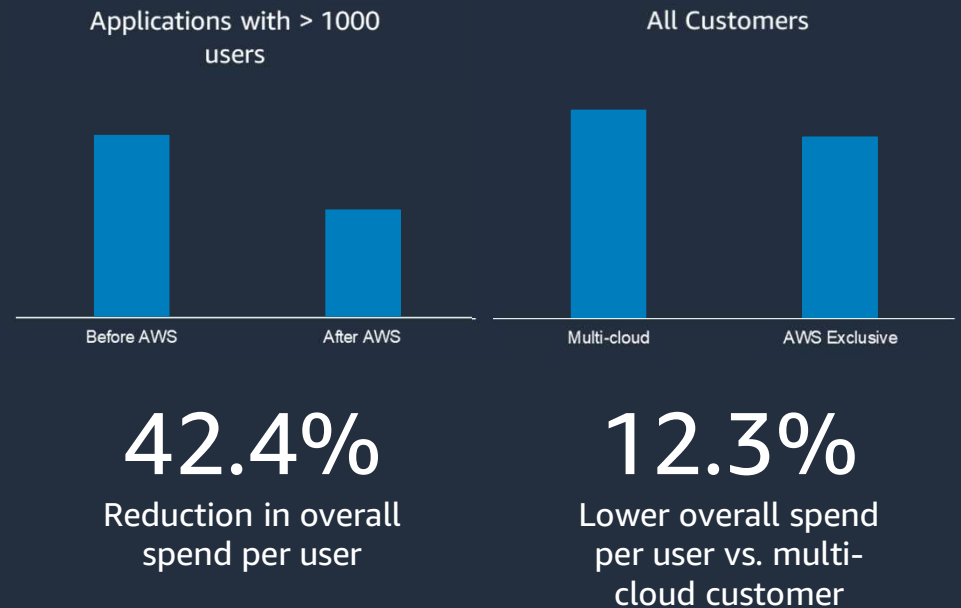 Applications with > 1000
users
Before AWS
After AWS
42.4%
Reduction in overall
spend per user
All Customers
Multi-cloud
AWS Exclusive
12.3%
Lower overall spend
per user vs. multi-
cloud customer